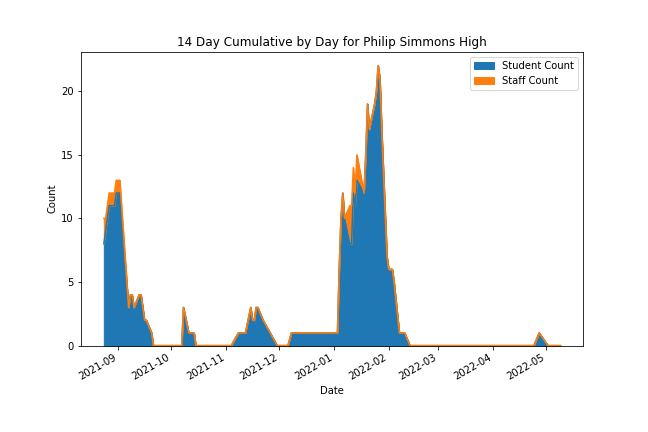 14 Day Cumulative by Day for Philip Simmons High
Student Count
Staff Count
20
15
10
5
0
Count
2021-09
2021-10
2021-11
2021-12
2022-01
2022-02
2022-03
2022-04
2022-05
Date